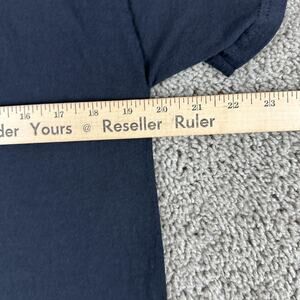 16 17 18 19 20 21 22 23
der Yours @ Reseller Ruler